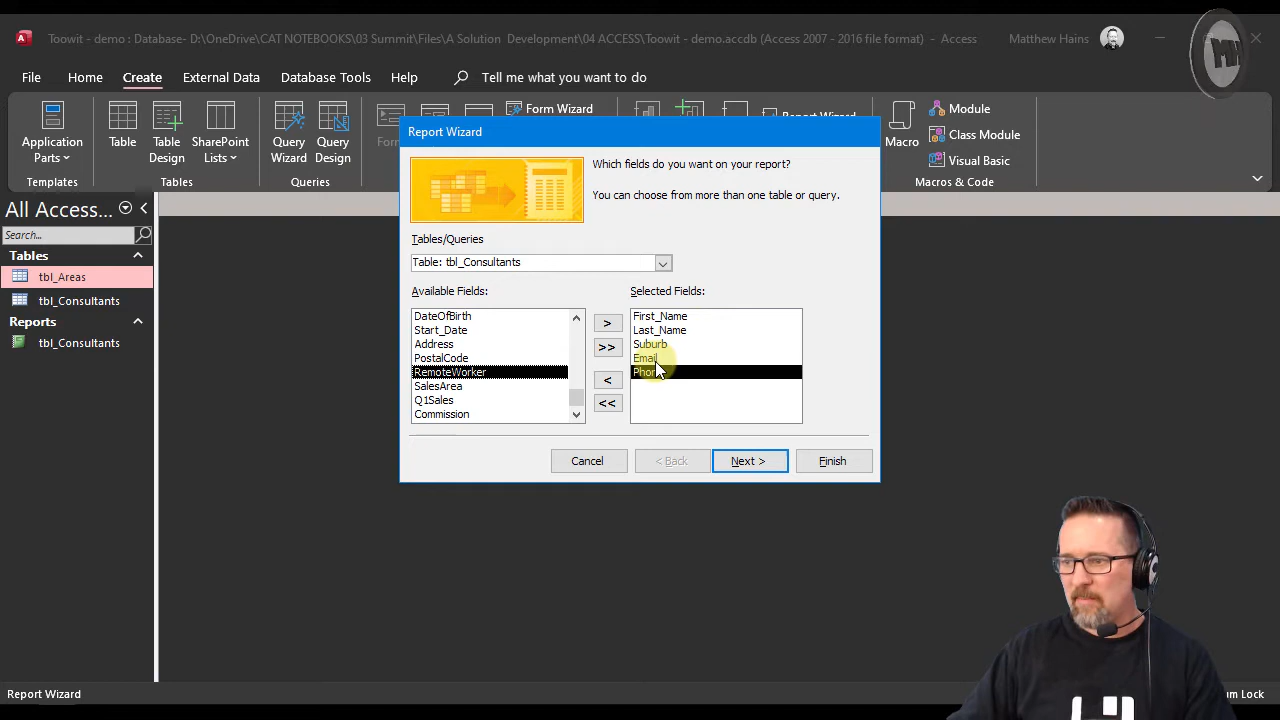 Toowit - demo : Database- D:\OneDrive\CAT NOTEBOOKS\03 Summit\Files\A Solution Development\04 ACCESS\Toowit - demo.accdb (Access 2007 - 2016 file format) - Access
Matthew Hains
File
Home
Create
External Data
Database Tools
Help
Tell me what you want to do
Application Parts
Table
Table Design
SharePoint Lists
Query Wizard
Query Design
Form Wizard
Report Wizard
Macro
Module
Class Module
Visual Basic
Templates
Tables
Queries
Macros & Code
All Access...
Search...
Tables
tbl_Areas
tbl_Consultants
Reports
tbl_Consultants
Report Wizard
Which fields do you want on your report?
You can choose from more than one table or query.
Tables/Queries
Table: tbl_Consultants
Available Fields:
Selected Fields:
DateOfBirth
Start_Date
Address
PostalCode
RemoteWorker
SalesArea
Q1Sales
Commission
>
>>
<
<<
First_Name
Last_Name
Suburb
Email
Cancel
< Back
Next >
Finish
Report Wizard
Lock